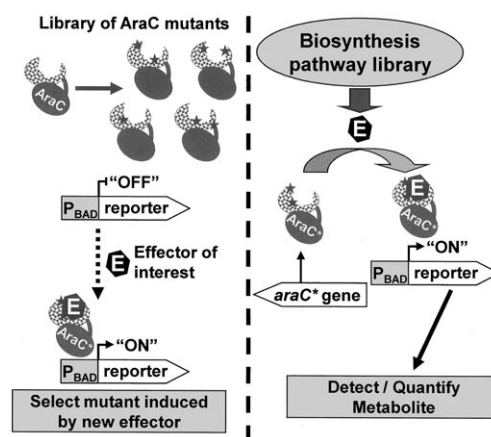 Library of AraC mutants
AraC
"OFF"
PBAD reporter
E Effector of
interest
E
AraC*
"ON"
PBAD reporter
Select mutant induced
by new effector
Biosynthesis
pathway library
E
AraC*
E
AraC*
"ON"
araC* gene
PBAD reporter
Detect / Quantify
Metabolite